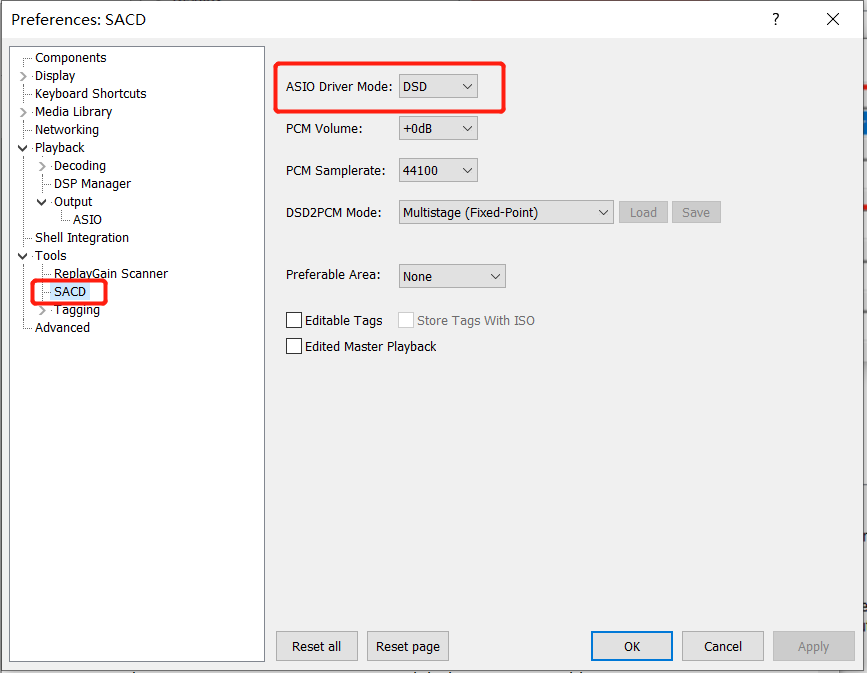 Preferences: SACD
?
Components
Display
Keyboard Shortcuts
Media Library
Networking
Playback
Decoding
DSP Manager
Output
ASIO
Shell Integration
Tools
ReplayGain Scanner
SACD
Tagging
Advanced
ASIO Driver Mode: DSD
PCM Volume: +0dB
PCM Samplerate: 44100
DSD2PCM Mode: Multistage (Fixed-Point) Load Save
Preferable Area: None
Editable Tags Store Tags With ISO
Edited Master Playback
Reset all Reset page OK Cancel Apply